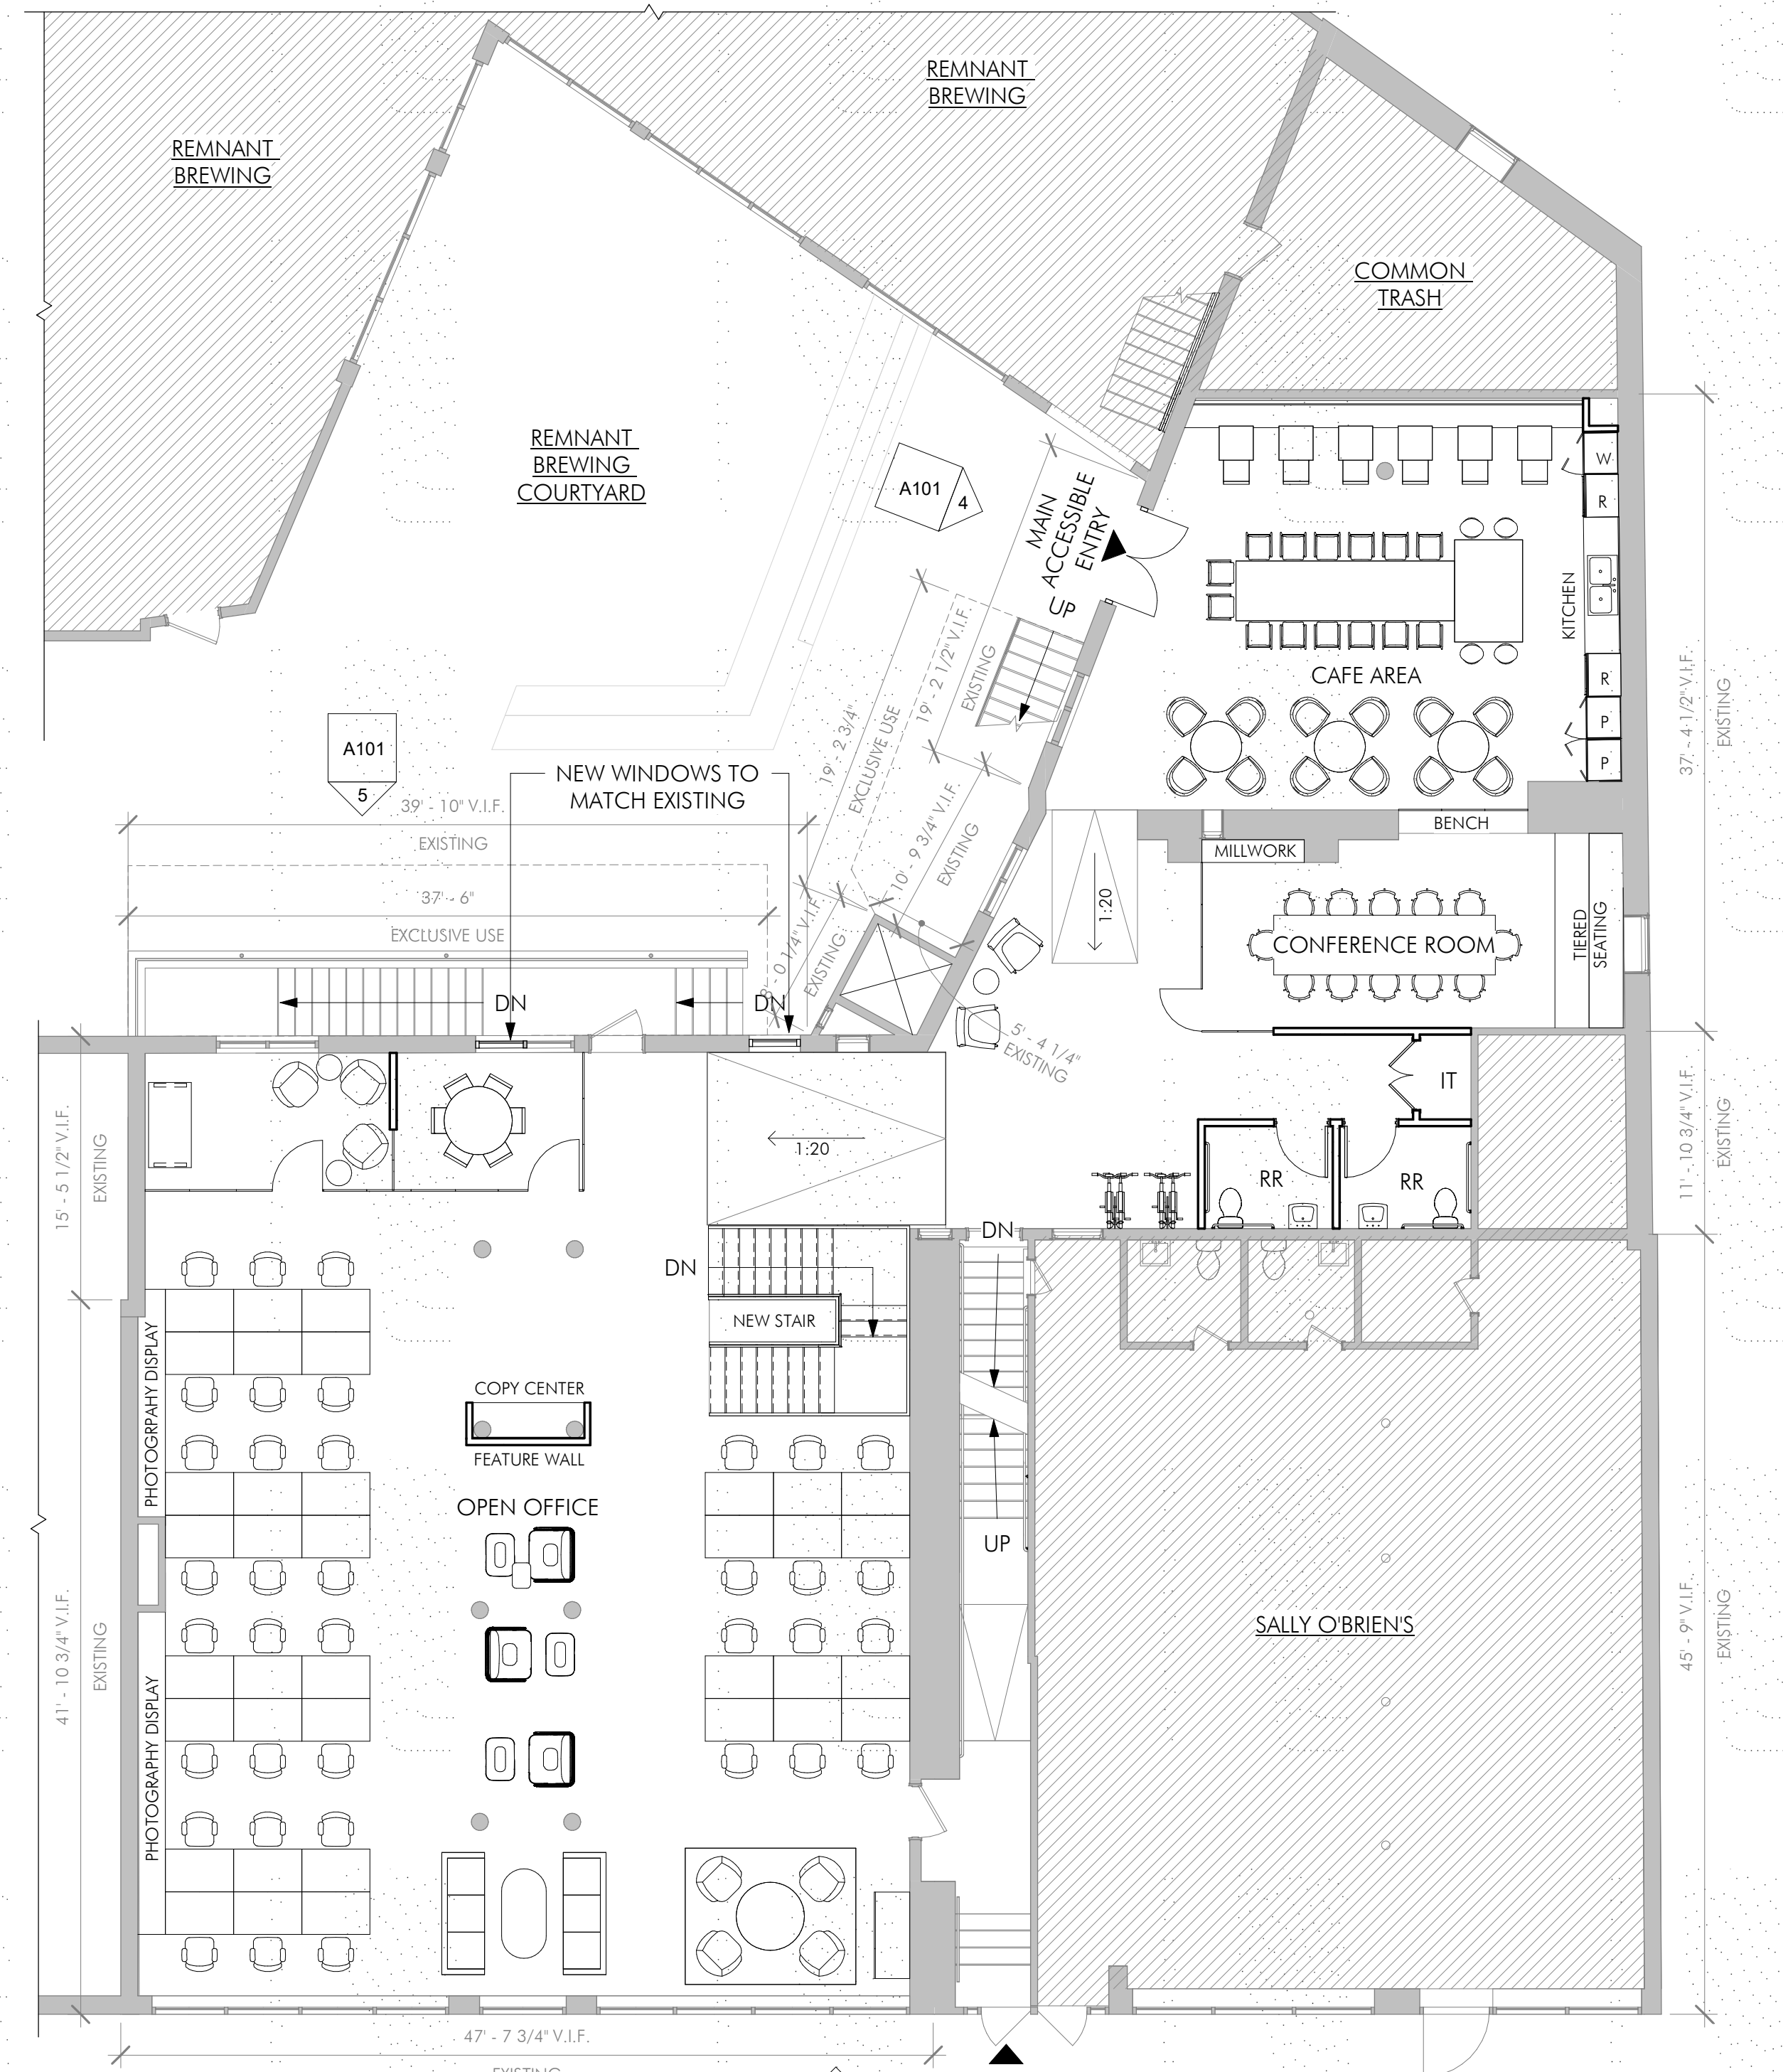 REMNANT
BREWING
REMNANT
BREWING
COMMON
TRASH
REMNANT
BREWING
COURTYARD
A101
4
MAIN
ACCESSIBLE
ENTRY
UP
W
R
KITCHEN
R
P
P
CAFE AREA
37' - 4 1/2" V.I.F.
EXISTING
19' - 2 1/2" V.I.F.
EXISTING
19' - 2 3/4"
EXCLUSIVE USE
A101
5
NEW WINDOWS TO
MATCH EXISTING
39' - 10" V.I.F.
EXISTING
37' - 6"
EXCLUSIVE USE
10' - 9 3/4" V.I.F.
EXISTING
8' - 0 1/4" V.I.F.
EXISTING
BENCH
MILLWORK
1:20
CONFERENCE ROOM
TIERED
SEATING
DN
DN
5' - 4 1/4"
EXISTING
IT
11' - 10 3/4" V.I.F.
EXISTING
15' - 5 1/2" V.I.F.
EXISTING
1:20
RR
RR
DN
DN
NEW STAIR
PHOTOGRPAHY DISPLAY
COPY CENTER
FEATURE WALL
OPEN OFFICE
UP
SALLY O'BRIEN'S
41' - 10 3/4" V.I.F.
EXISTING
45' - 9" V.I.F.
EXISTING
PHOTOGRAPHY DISPLAY
47' - 7 3/4" V.I.F.
EXISTING